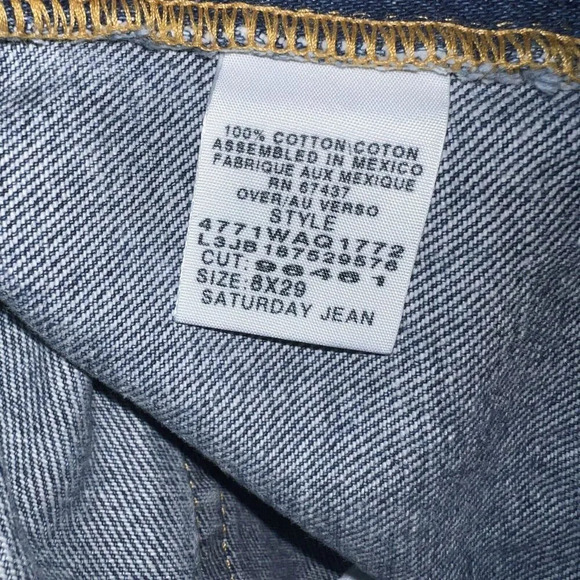 100% COTTON\COTON
ASSEMBLED IN MEXICO
FABRIQUE AUX MEXIQUE
RN 67437
OVER/AU VERSO
STYLE
4771WAQ1772
L3JB187529578
CUT: 96461
SIZE: 8X29
SATURDAY JEAN